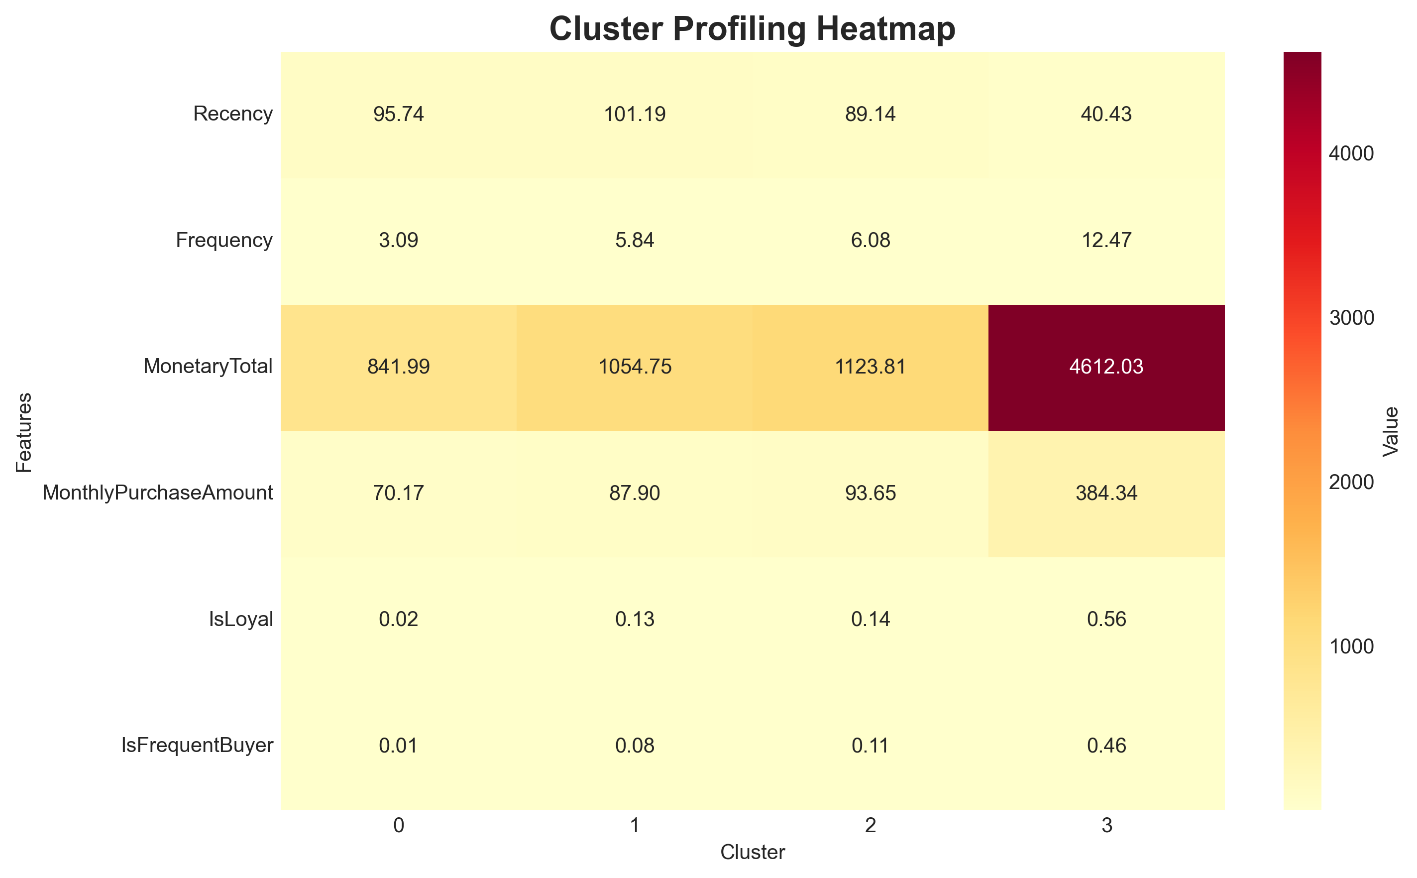 Cluster Profiling Heatmap
Features
Recency 95.74 101.19 89.14 40.43
Frequency 3.09 5.84 6.08 12.47
MonetaryTotal 841.99 1054.75 1123.81 4612.03
MonthlyPurchaseAmount 70.17 87.90 93.65 384.34
IsLoyal 0.02 0.13 0.14 0.56
IsFrequentBuyer 0.01 0.08 0.11 0.46
0 1 2 3
Cluster
4000
3000
2000
1000
Value